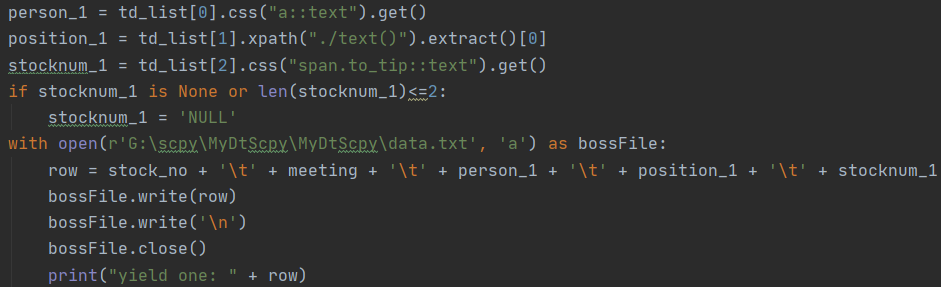 person_1 = td_list[0].css("a::text").get()
position_1 = td_list[1].xpath("./text()").extract()[0]
stocknum_1 = td_list[2].css("span.to_tip::text").get()
if stocknum_1 is None or len(stocknum_1)<=2:
    stocknum_1 = 'NULL'
with open(r'G:\scpy\MyDtScpy\MyDtScpy\data.txt', 'a') as bossFile:
    row = stock_no + '\t' + meeting + '\t' + person_1 + '\t' + position_1 + '\t' + stocknum_1
    bossFile.write(row)
    bossFile.write('\n')
    bossFile.close()
    print("yield one: " + row)